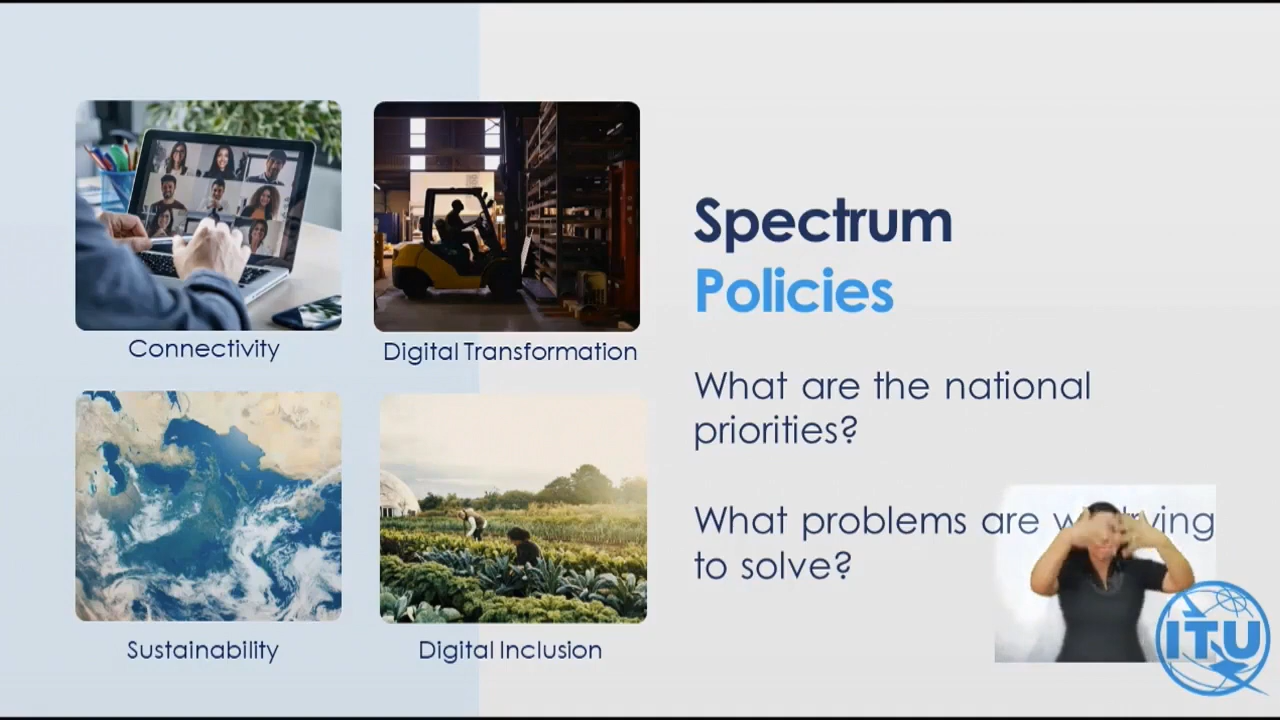 Spectrum
Policies
What are the national
priorities?
What problems are trying
to solve?
Connectivity
Digital Transformation
Sustainability
Digital Inclusion
ITU